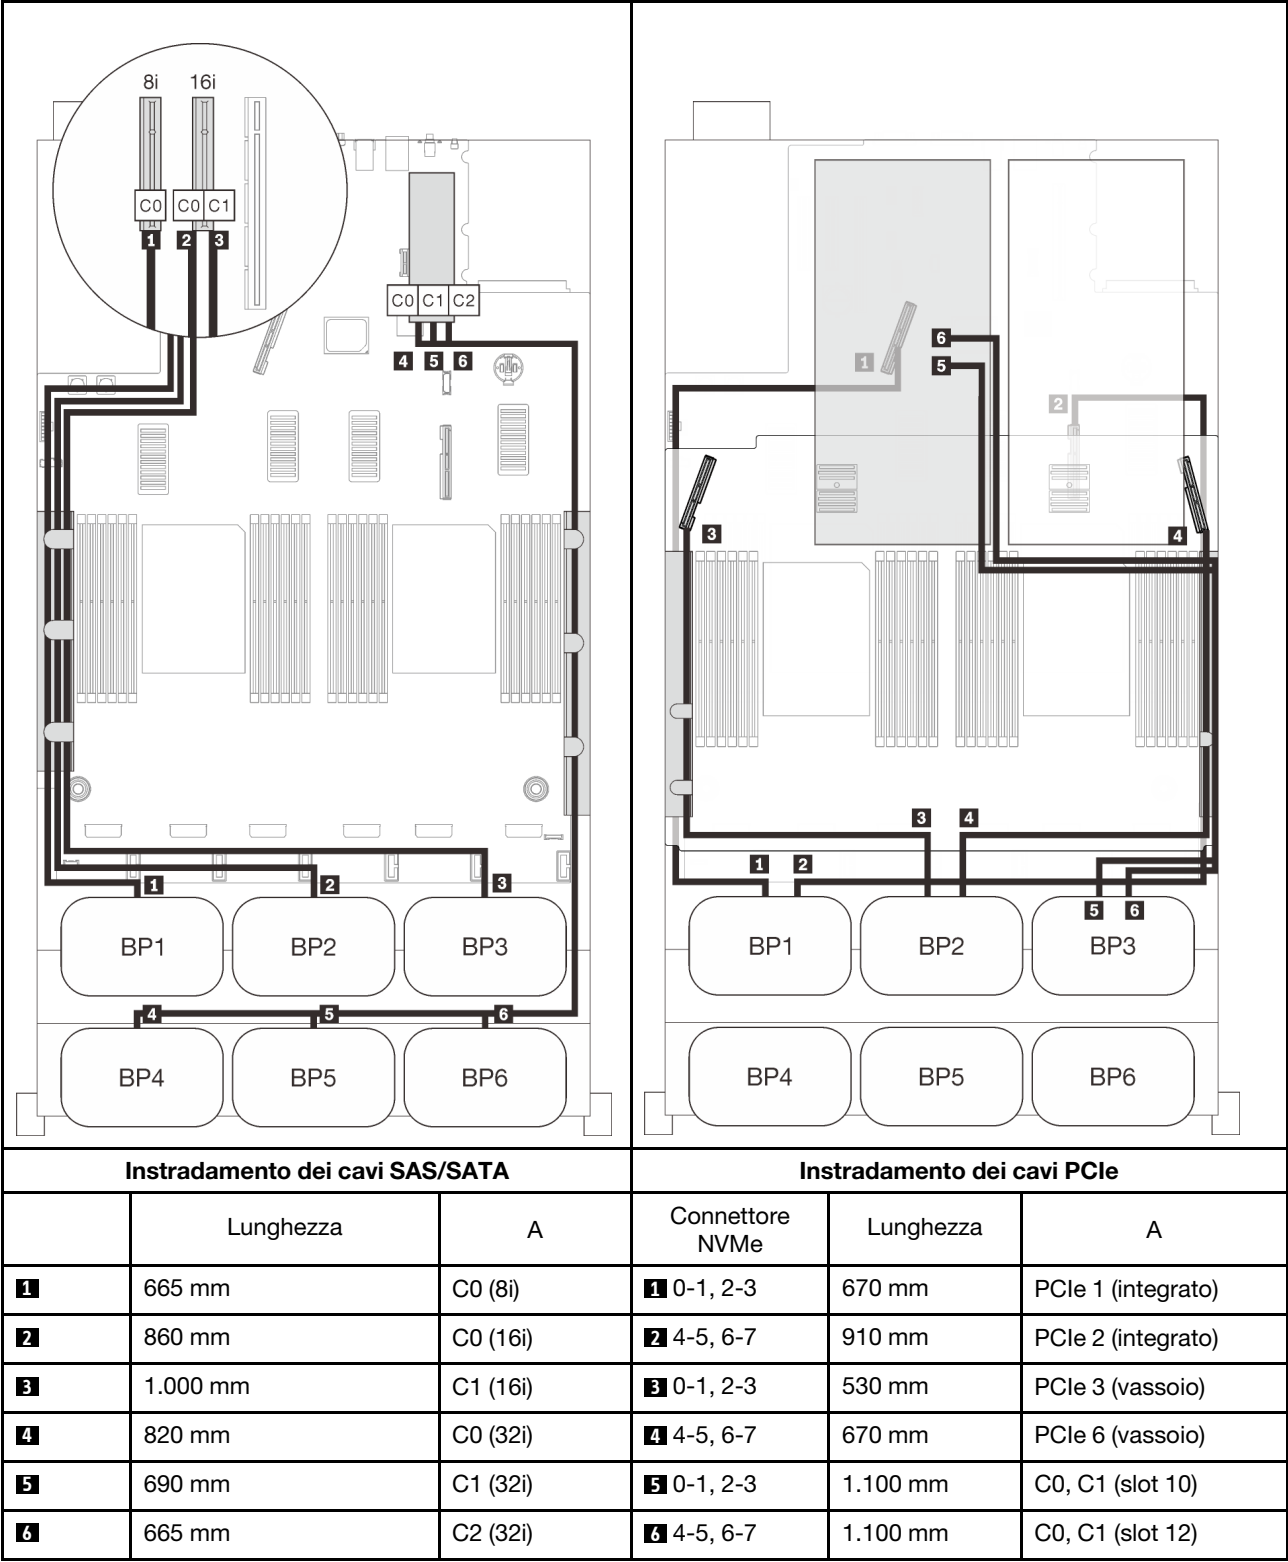 8i 16i
C0 C0 C1
1 2 3
C0 C1 C2
4 5 6
1 2 3
BP1 BP2 BP3
4 5 6
BP4 BP5 BP6
6
1 5
2
3 4
3 4
1 2
5 6
BP1 BP2 BP3
BP4 BP5 BP6
Instradamento dei cavi SAS/SATA Instradamento dei cavi PCIe
Lunghezza A Connettore NVMe Lunghezza A
1 665 mm C0 (8i) 1 0-1, 2-3 670 mm PCIe 1 (integrato)
2 860 mm C0 (16i) 2 4-5, 6-7 910 mm PCIe 2 (integrato)
3 1.000 mm C1 (16i) 3 0-1, 2-3 530 mm PCIe 3 (vassoio)
4 820 mm C0 (32i) 4 4-5, 6-7 670 mm PCIe 6 (vassoio)
5 690 mm C1 (32i) 5 0-1, 2-3 1.100 mm C0, C1 (slot 10)
6 665 mm C2 (32i) 6 4-5, 6-7 1.100 mm C0, C1 (slot 12)